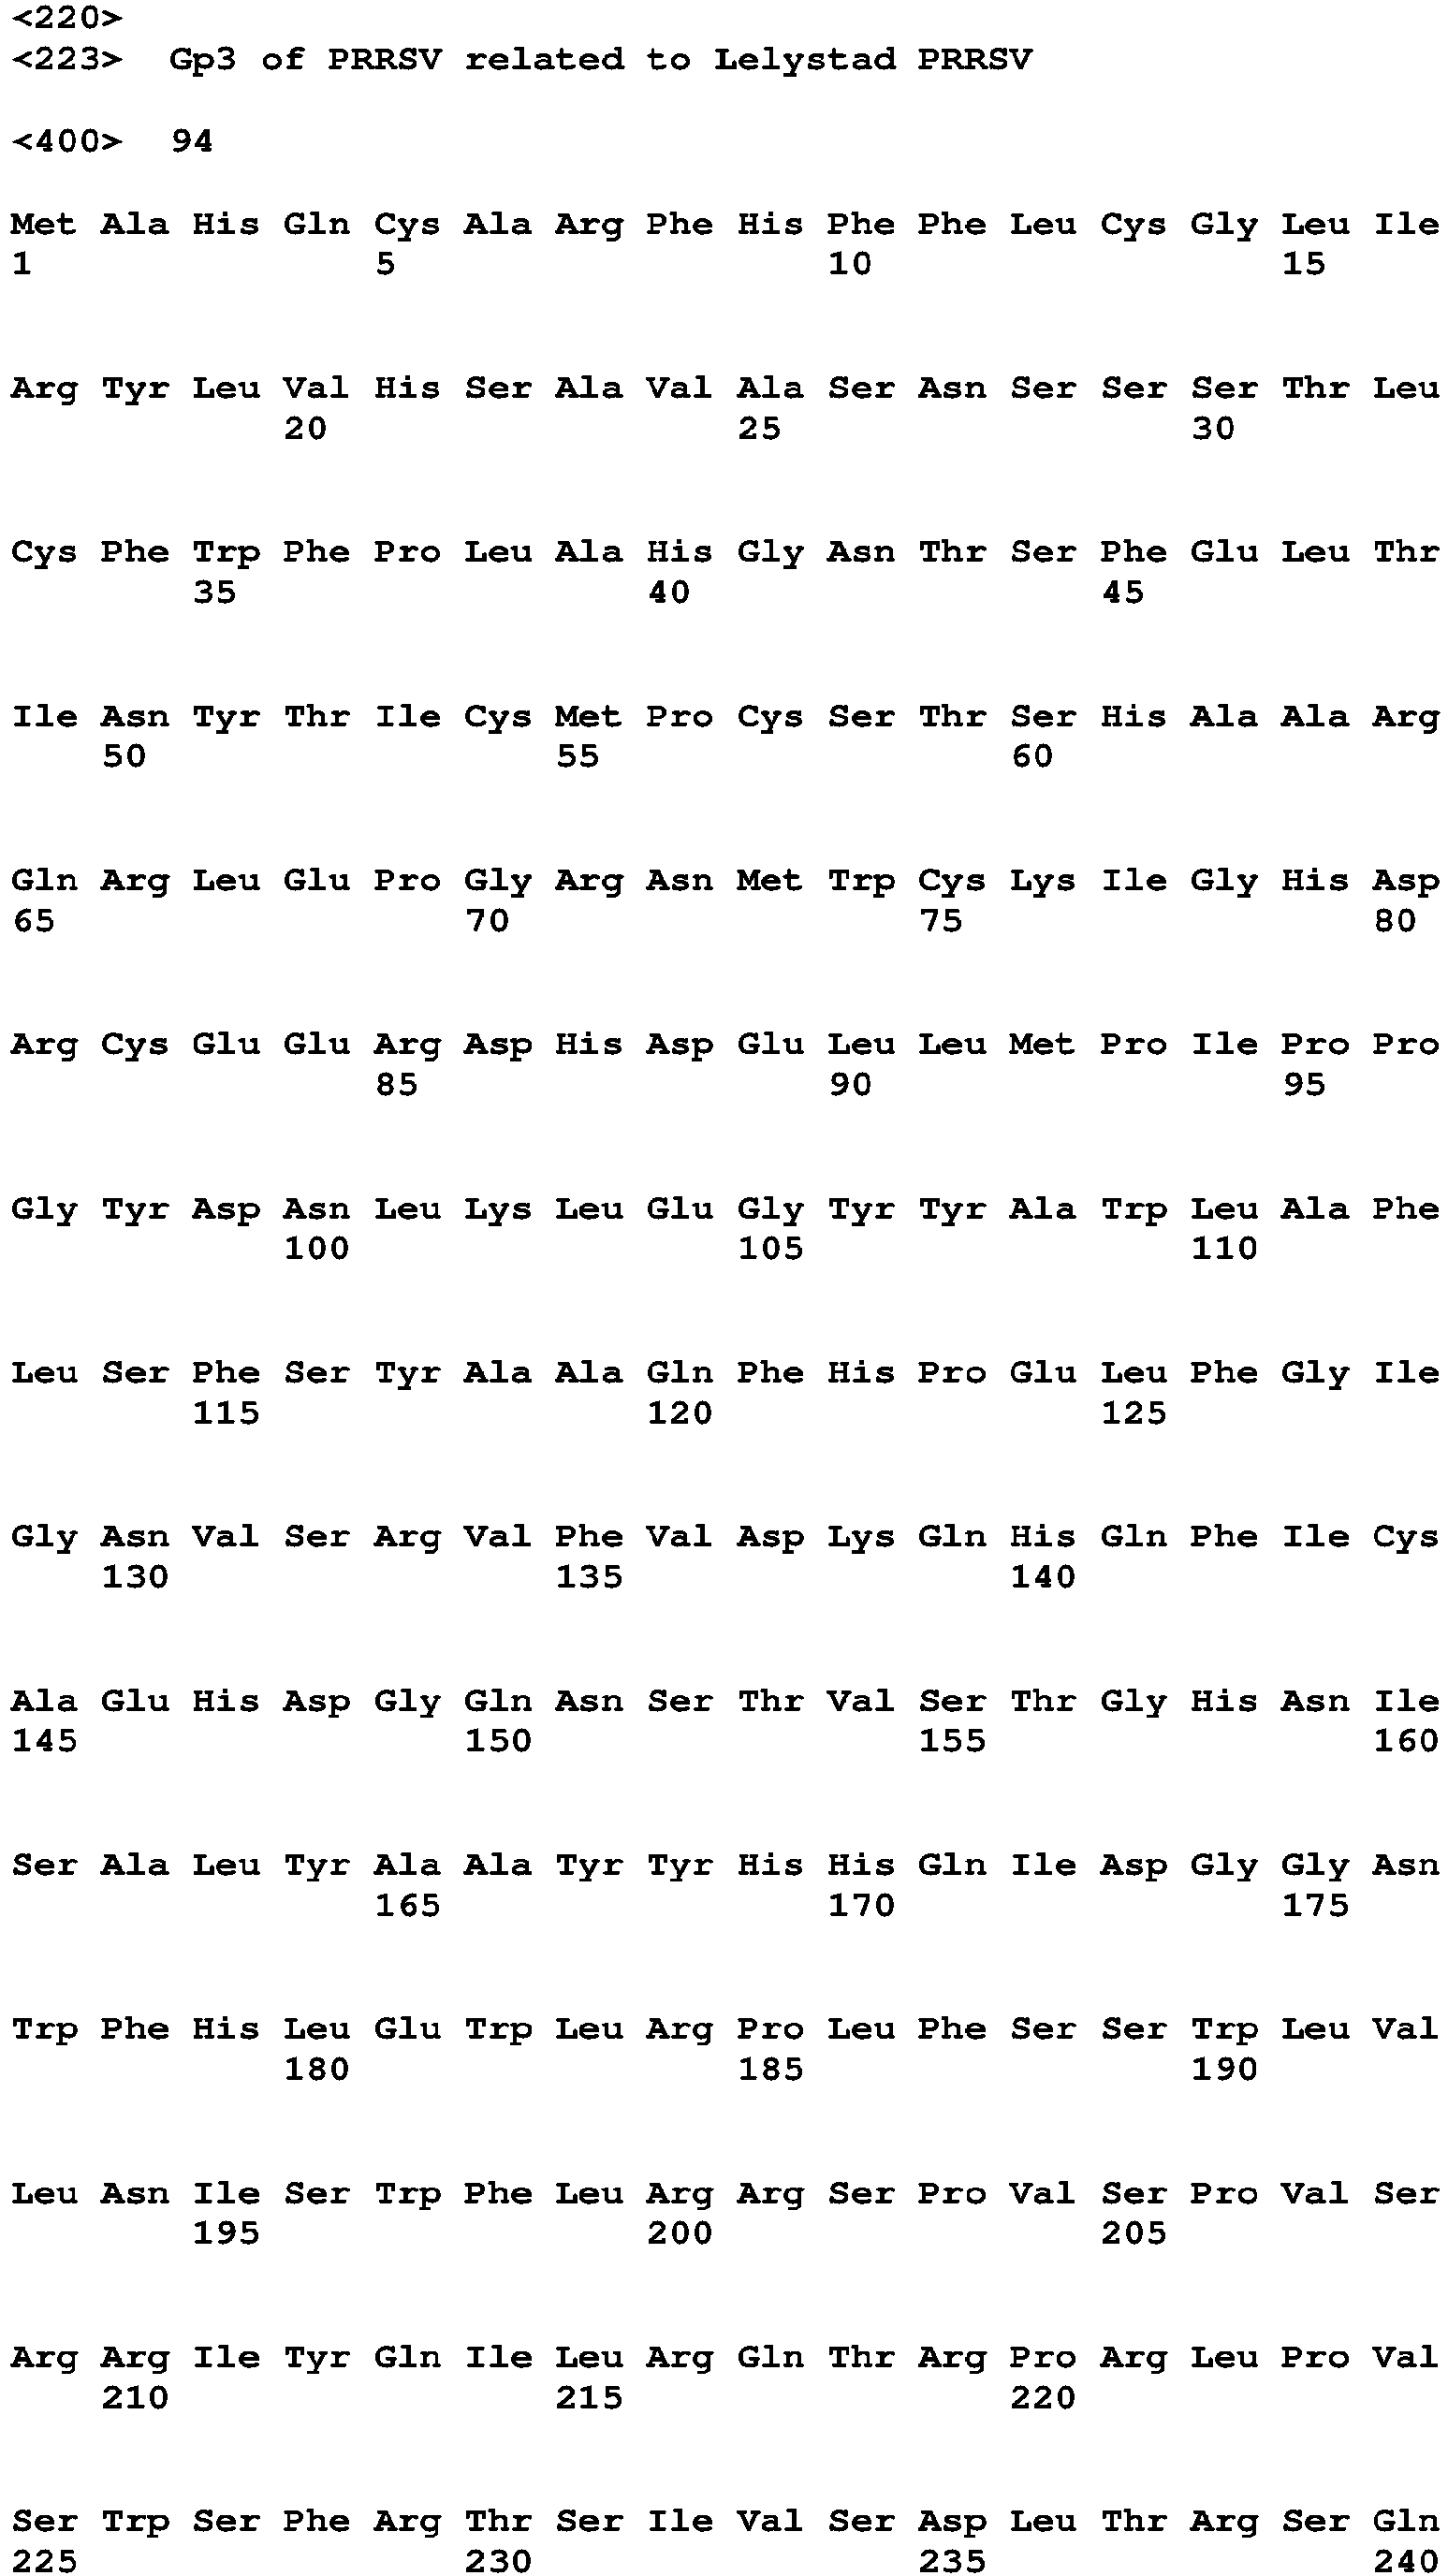 <220>
<223> Gp3 of PRRSV related to Lelystad PRRSV
<400> 94
Met Ala His Gln Cys Ala Arg Phe His Phe Phe Leu Cys Gly Leu Ile
1 5 10 15
Arg Tyr Leu Val His Ser Ala Val Ala Ser Asn Ser Ser Ser Thr Leu
20 25 30
Cys Phe Trp Phe Pro Leu Ala His Gly Asn Thr Ser Phe Glu Leu Thr
35 40 45
Ile Asn Tyr Thr Ile Cys Met Pro Cys Ser Thr Ser His Ala Ala Arg
50 55 60
Gln Arg Leu Glu Pro Gly Arg Asn Met Trp Cys Lys Ile Gly His Asp
65 70 75 80
Arg Cys Glu Glu Arg Asp His Asp Glu Leu Leu Met Pro Ile Pro Pro
85 90 95
Gly Tyr Asp Asn Leu Lys Leu Glu Gly Tyr Tyr Ala Trp Leu Ala Phe
100 105 110
Leu Ser Phe Ser Tyr Ala Ala Gln Phe His Pro Glu Leu Phe Gly Ile
115 120 125
Gly Asn Val Ser Arg Val Phe Val Asp Lys Gln His Gln Phe Ile Cys
130 135 140
Ala Glu His Asp Gly Gln Asn Ser Thr Val Ser Thr Gly His Asn Ile
145 150 155 160
Ser Ala Leu Tyr Ala Ala Tyr Tyr His His Gln Ile Asp Gly Gly Asn
165 170 175
Trp Phe His Leu Glu Trp Leu Arg Pro Leu Phe Ser Ser Trp Leu Val
180 185 190
Leu Asn Ile Ser Trp Phe Leu Arg Arg Ser Pro Val Ser Pro Val Ser
195 200 205
Arg Arg Ile Tyr Gln Ile Leu Arg Gln Thr Arg Pro Arg Leu Pro Val
210 215 220
Ser Trp Ser Phe Arg Thr Ser Ile Val Ser Asp Leu Thr Arg Ser Gln
225 230 235 240